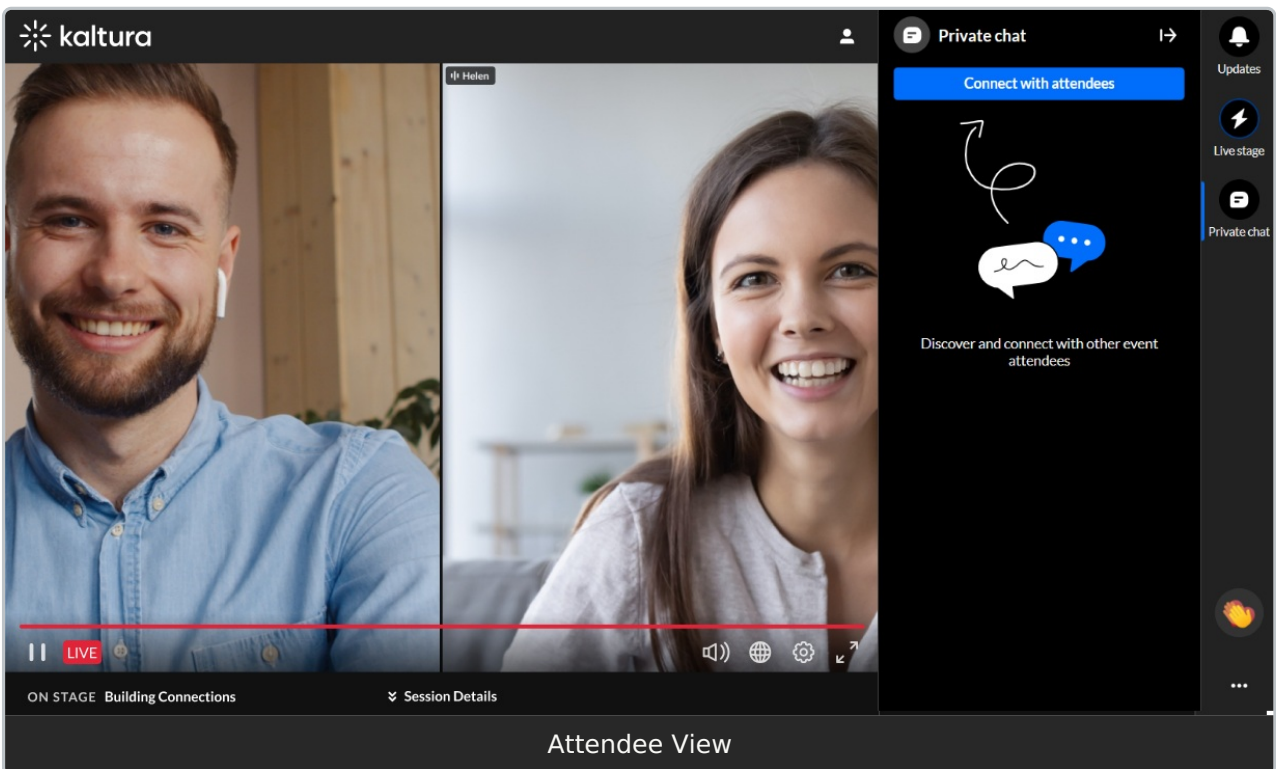 kaltura
Helen
LIVE
ON STAGE Building Connections
Session Details
Private chat
Connect with attendees
Discover and connect with other event
attendees
Updates
Live stage
Private chat
Attendee View